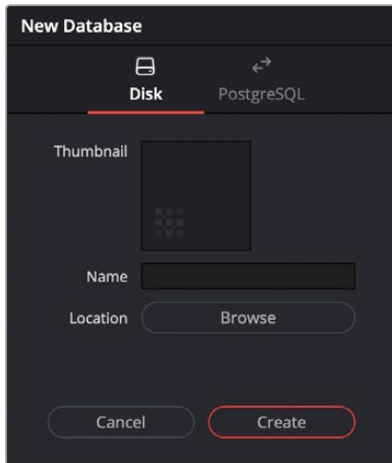 New Database
Disk
PostgreSQL
Thumbnail
Name
Location
Browse
Cancel
Create